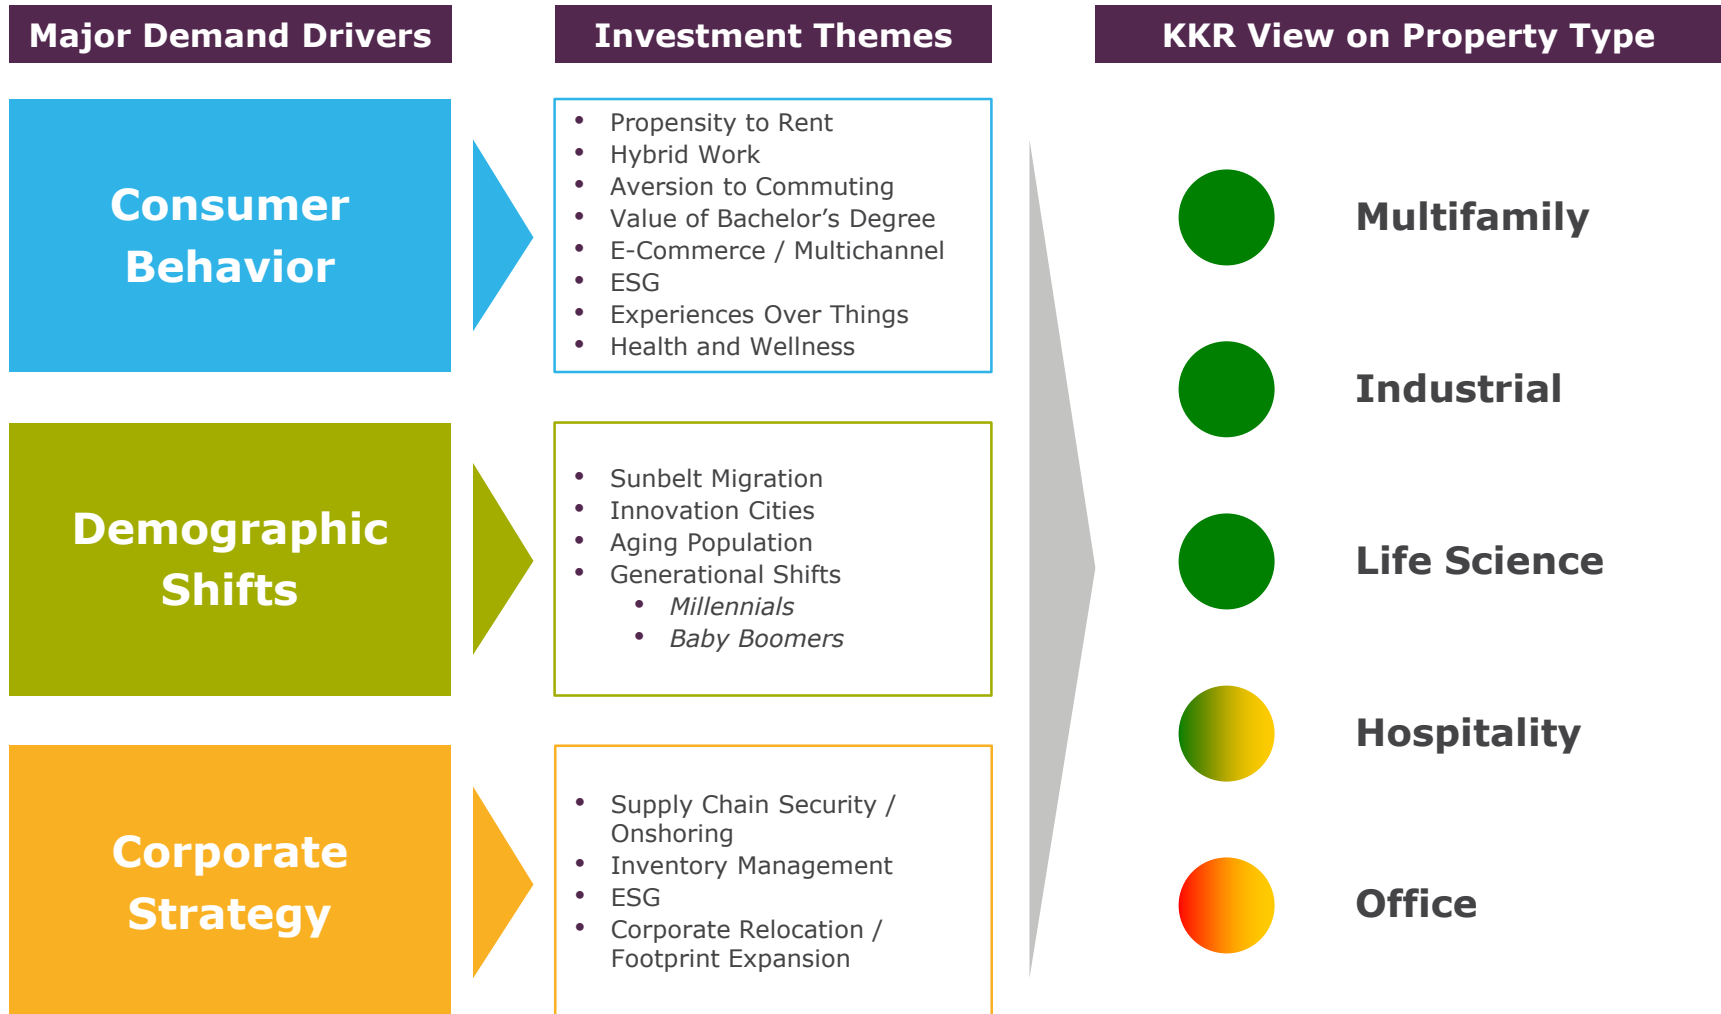 Major Demand Drivers
Investment Themes
KKR View on Property Type
Consumer
Behavior
• Propensity to Rent
• Hybrid Work
• Aversion to Commuting
• Value of Bachelor’s Degree
• E-Commerce / Multichannel
• ESG
• Experiences Over Things
• Health and Wellness
Demographic
Shifts
• Sunbelt Migration
• Innovation Cities
• Aging Population
• Generational Shifts
• Millennials
• Baby Boomers
Corporate
Strategy
• Supply Chain Security /
Onshoring
• Inventory Management
• ESG
• Corporate Relocation /
Footprint Expansion
Multifamily
Industrial
Life Science
Hospitality
Office